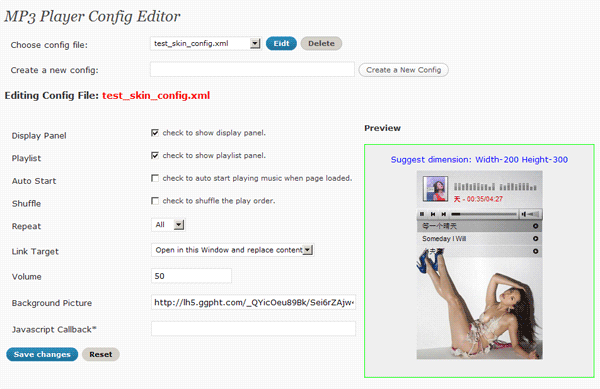 MP3 Player Config Editor
Choose config file: test_skin_config.xml Eidt Delete
Create a new config: Create a New Config
Editing Config File: test_skin_config.xml
Preview
Display Panel check to show display panel.
Playlist check to show playlist panel.
Auto Start check to auto start playing music when page loaded.
Shuffle check to shuffle the play order.
Repeat All
Link Target Open in this Window and replace content
Volume 50
Background Picture http://lh5.ggpht.com/_QYicOeu89Bk/Sei6rZAjw
Javascript Callback*
Save changes Reset
Suggest dimension: Width-200 Height-300
天 - 00:35/04:27
等一个晴天
Someday I Will